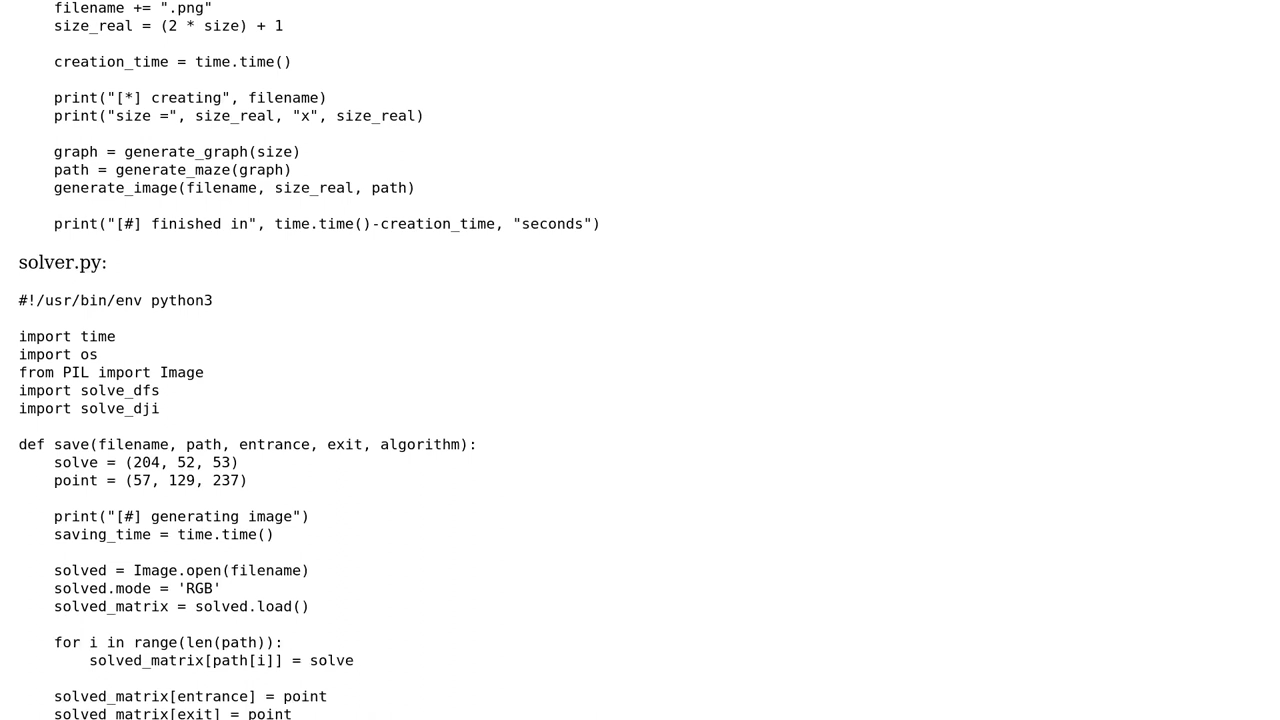 filename += ".png"
    size_real = (2 * size) + 1

    creation_time = time.time()

    print("[*] creating", filename)
    print("size =", size_real, "x", size_real)

    graph = generate_graph(size)
    path = generate_maze(graph)
    generate_image(filename, size_real, path)

    print("[#] finished in", time.time()-creation_time, "seconds")

solver.py:

#!/usr/bin/env python3

import time
import os
from PIL import Image
import solve_dfs
import solve_dji

def save(filename, path, entrance, exit, algorithm):
    solve = (204, 52, 53)
    point = (57, 129, 237)

    print("[#] generating image")
    saving_time = time.time()

    solved = Image.open(filename)
    solved.mode = 'RGB'
    solved_matrix = solved.load()

    for i in range(len(path)):
        solved_matrix[path[i]] = solve

    solved_matrix[entrance] = point
    solved_matrix[exit] = point